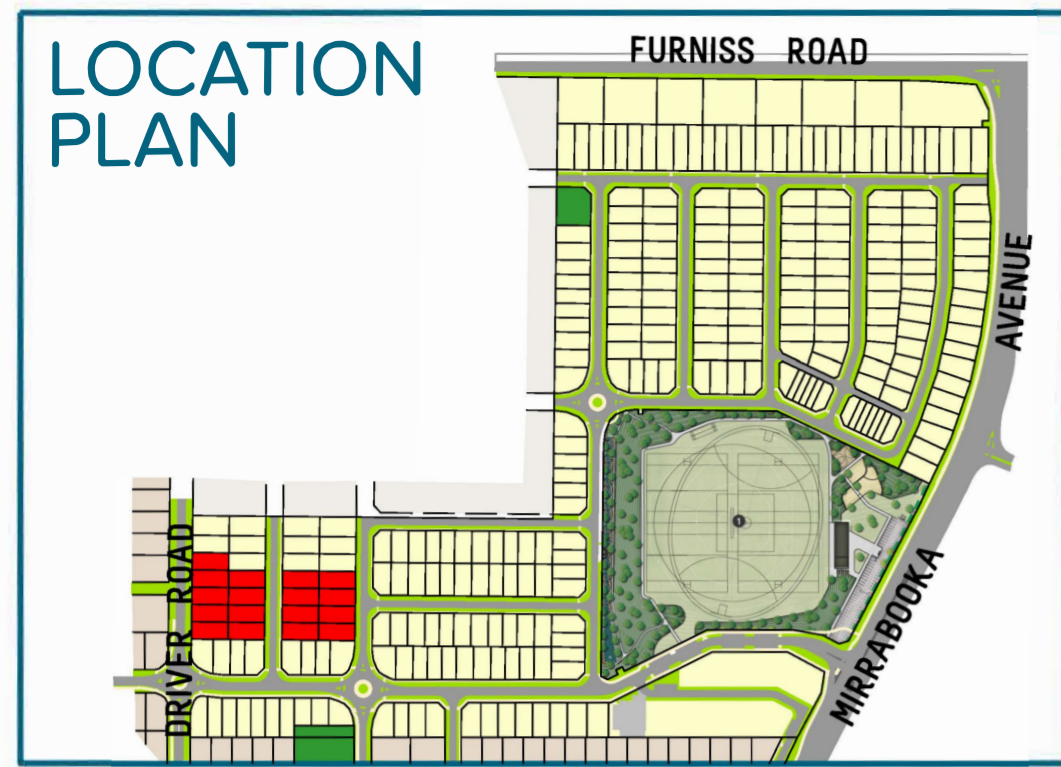 LOCATION
PLAN
FURNISS ROAD
AVENUE
MIRRABOOKA
DRIVER ROAD
1